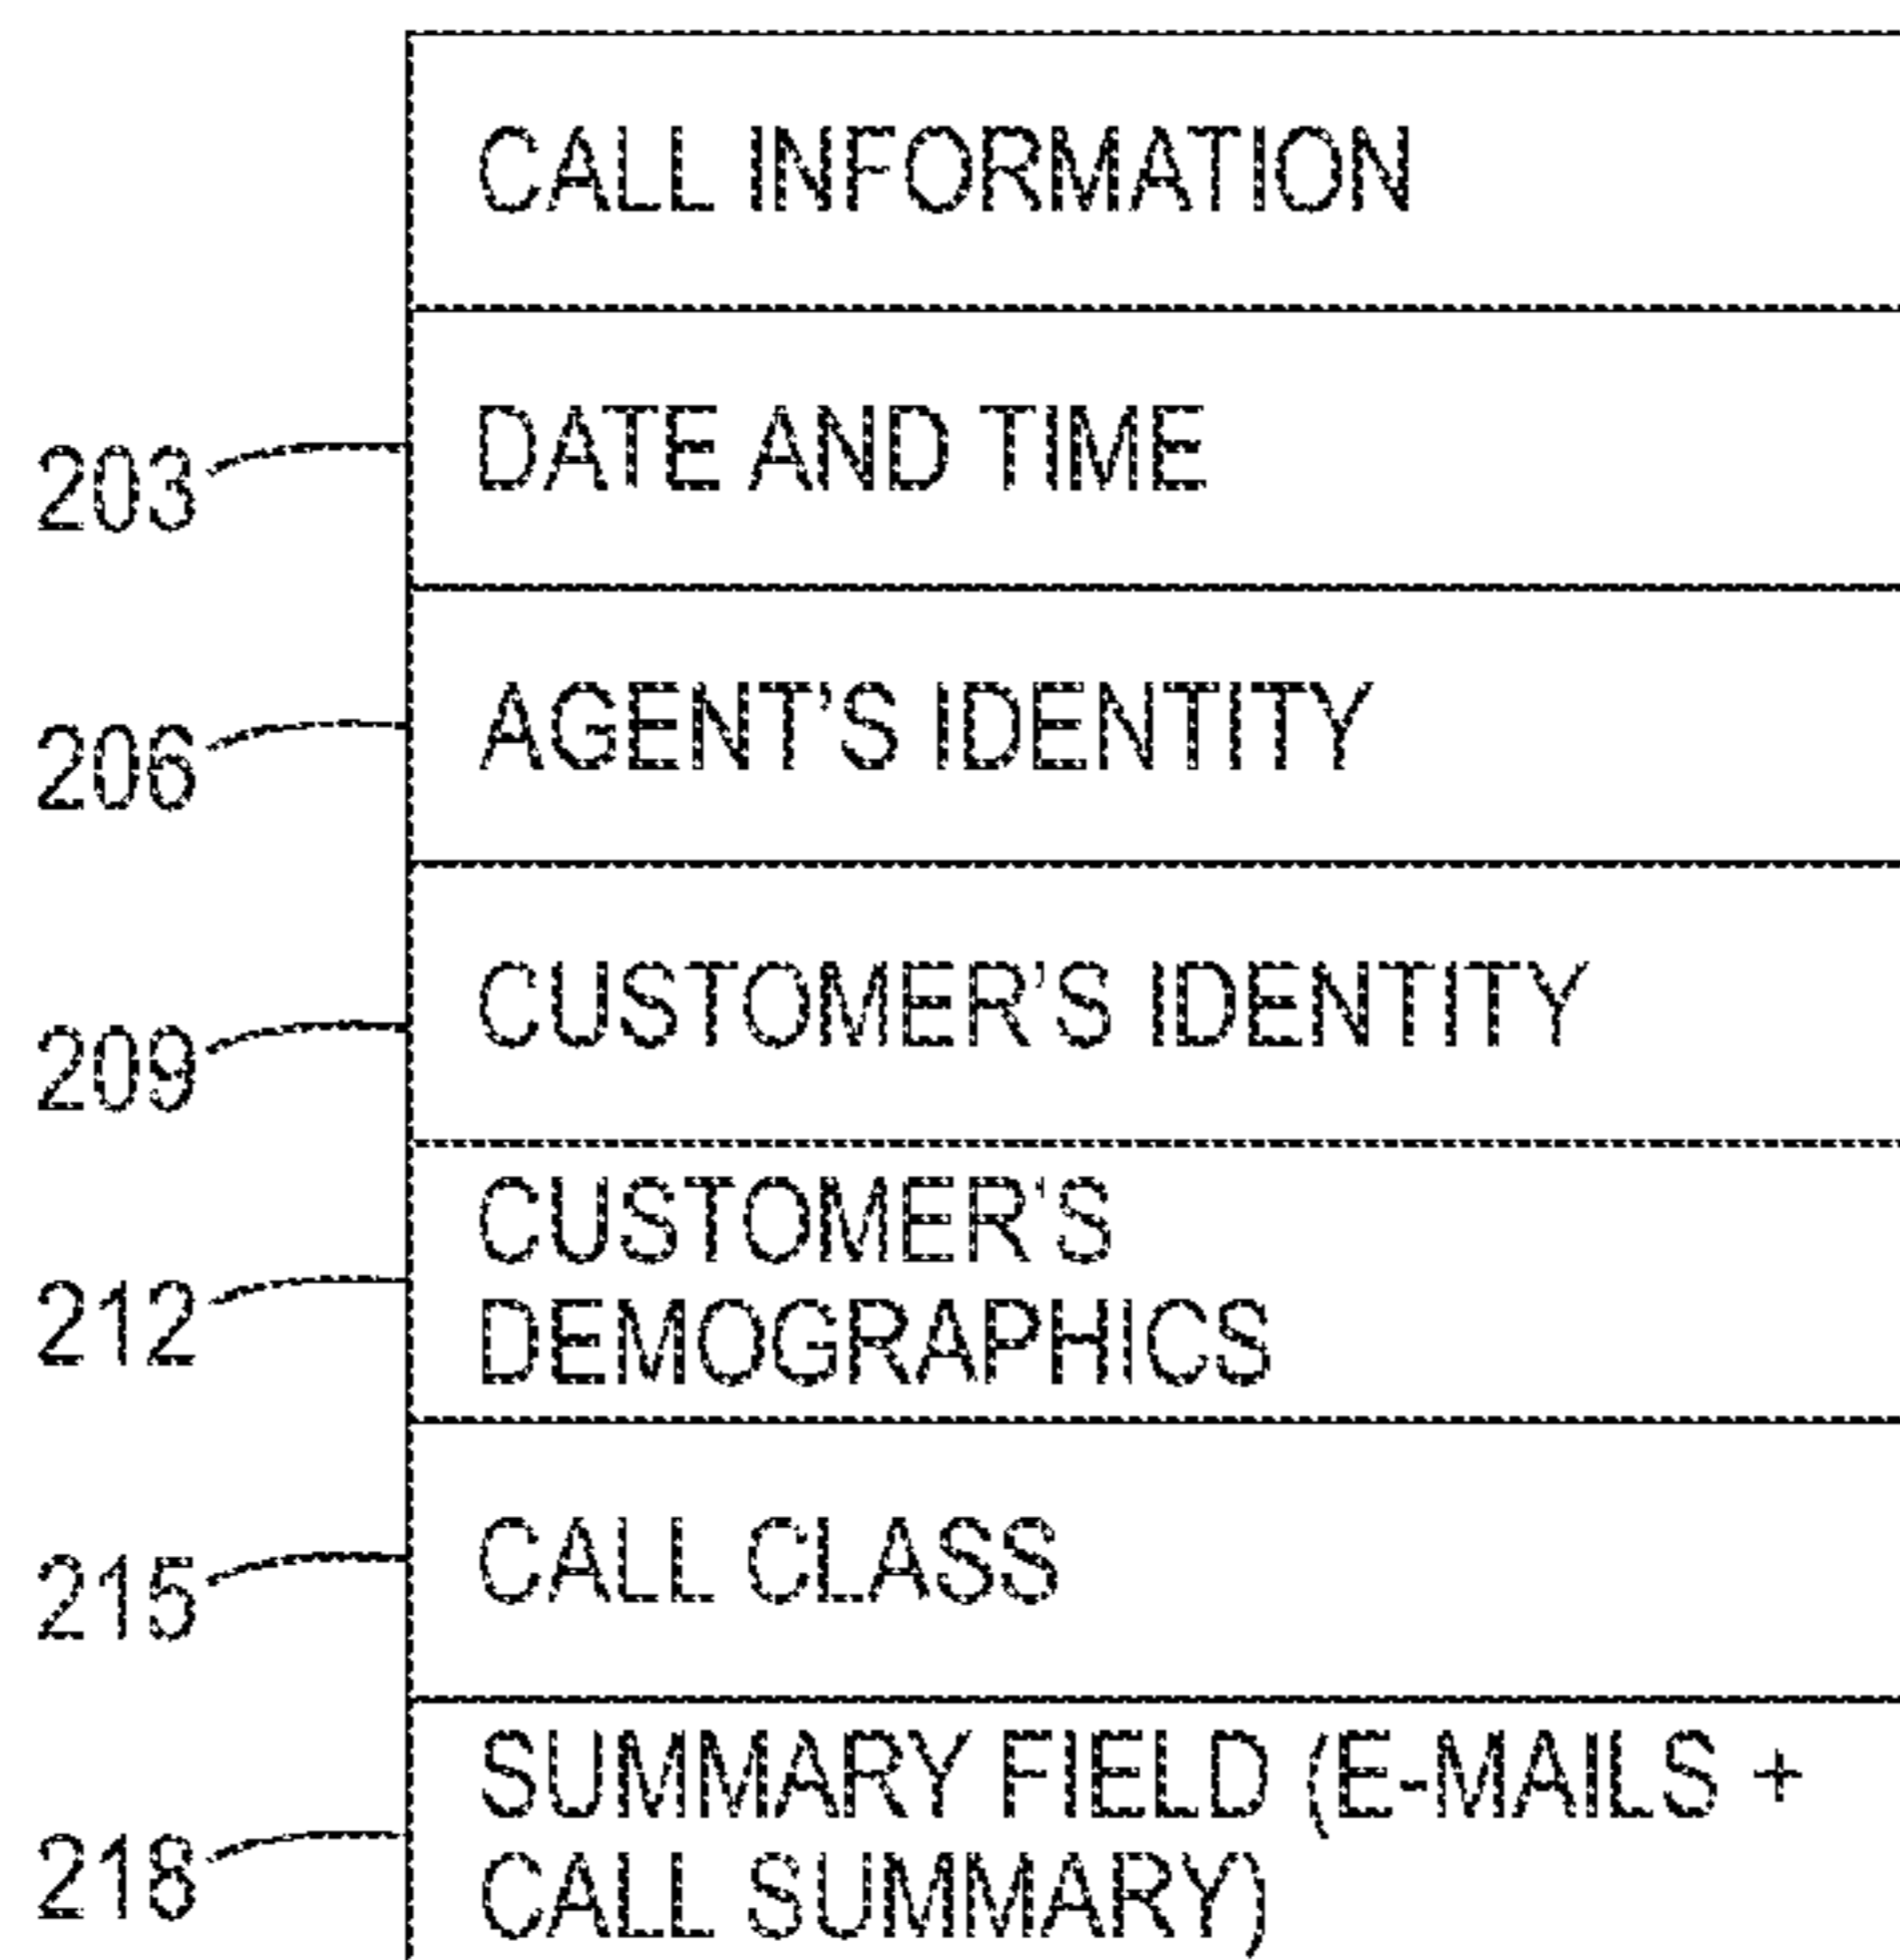 CALL INFORMATION
203 DATE AND TIME
206 AGENT'S IDENTITY
209 CUSTOMER'S IDENTITY
CUSTOMER'S
212 DEMOGRAPHICS
215 CALL CLASS
SUMMARY FIELD (E-MAILS +
218 CALL SUMMARY)